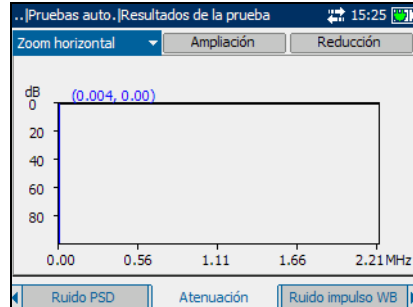 ..|Pruebas auto.|Resultados de la prueba 15:25
Zoom horizontal Ampliación Reducción
dB
(0.004, 0.00)
0
20
40
60
80
0.00 0.56 1.11 1.66 2.21 MHz
Ruido PSD Atenuación Ruido impulso WB